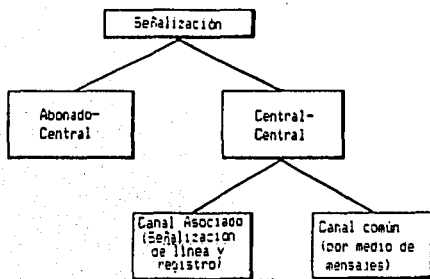 Señalización
Abonado-
Central
Central-
Central
Canal Asociado
(Señalización
de línea y
registro)
Canal común
(por medio de
mensajes)